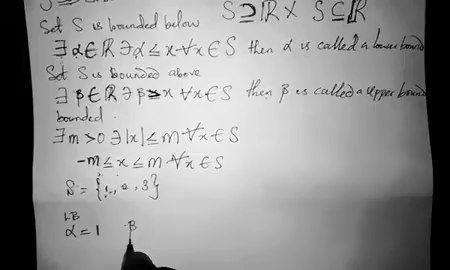 S ⊇ ℝ × S ⊆ ℝ
Set S is bounded below
∃ α ∈ ℝ ∋ α ≤ x ∀ x ∈ S then α is called a lower bound
Set S is Bounded above
∃ β ∈ ℝ ∋ β ≥ x ∀ x ∈ S then β is called a upper bound
bounded.
∃ m > 0 ∋ |x| ≤ m ∀ x ∈ S
-m ≤ x ≤ m ∀ x ∈ S
S = {1, 2, 3}
LB
α = 1 β